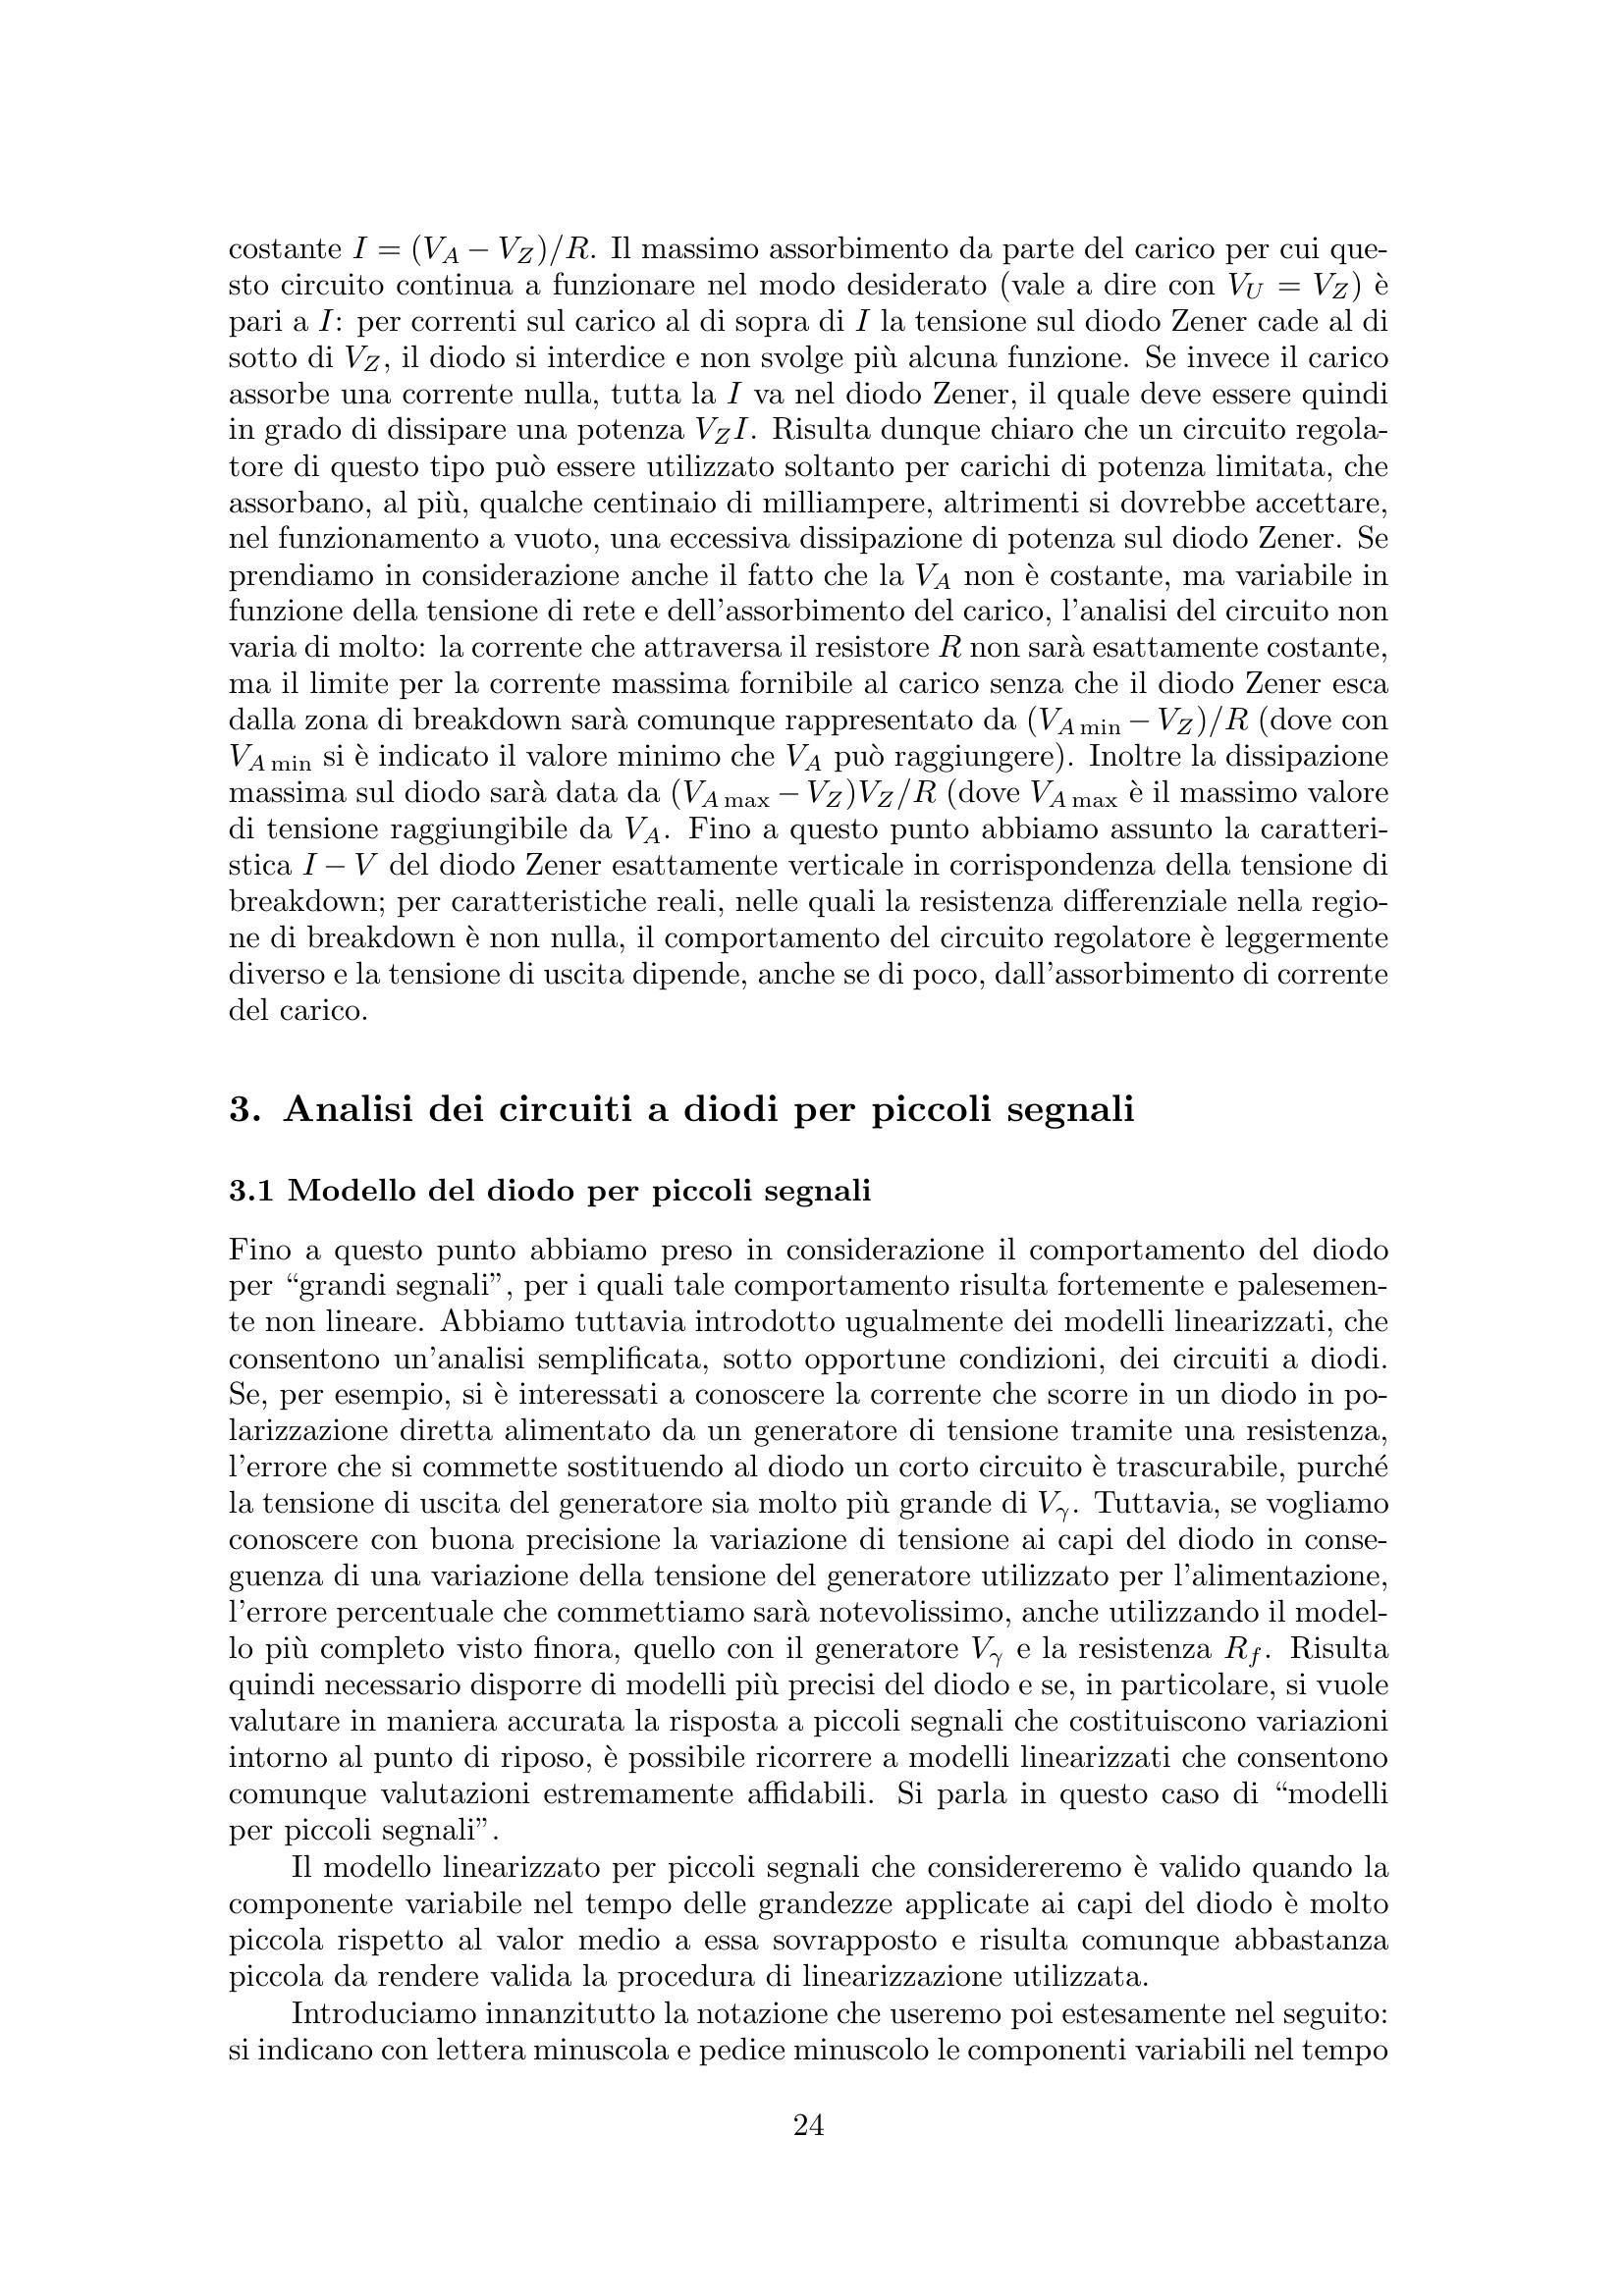 costante I = (V_A − V_Z)/R. Il massimo assorbimento da parte del carico per cui que-
sto circuito continua a funzionare nel modo desiderato (vale a dire con V_U = V_Z) è
pari a I: per correnti sul carico al di sopra di I la tensione sul diodo Zener cade al di
sotto di V_Z, il diodo si interdice e non svolge più alcuna funzione. Se invece il carico
assorbe una corrente nulla, tutta la I va nel diodo Zener, il quale deve essere quindi
in grado di dissipare una potenza V_Z I. Risulta dunque chiaro che un circuito regola-
tore di questo tipo può essere utilizzato soltanto per carichi di potenza limitata, che
assorbano, al più, qualche centinaio di milliampere, altrimenti si dovrebbe accettare,
nel funzionamento a vuoto, una eccessiva dissipazione di potenza sul diodo Zener. Se
prendiamo in considerazione anche il fatto che la V_A non è costante, ma variabile in
funzione della tensione di rete e dell'assorbimento del carico, l'analisi del circuito non
varia di molto: la corrente che attraversa il resistore R non sarà esattamente costante,
ma il limite per la corrente massima fornibile al carico senza che il diodo Zener esca
dalla zona di breakdown sarà comunque rappresentato da (V_{A min} − V_Z)/R (dove con
V_{A min} si è indicato il valore minimo che V_A può raggiungere). Inoltre la dissipazione
massima sul diodo sarà data da (V_{A max} − V_Z)V_Z/R (dove V_{A max} è il massimo valore
di tensione raggiungibile da V_A. Fino a questo punto abbiamo assunto la caratteri-
stica I − V del diodo Zener esattamente verticale in corrispondenza della tensione di
breakdown; per caratteristiche reali, nelle quali la resistenza differenziale nella regio-
ne di breakdown è non nulla, il comportamento del circuito regolatore è leggermente
diverso e la tensione di uscita dipende, anche se di poco, dall'assorbimento di corrente
del carico.
3. Analisi dei circuiti a diodi per piccoli segnali
3.1 Modello del diodo per piccoli segnali
Fino a questo punto abbiamo preso in considerazione il comportamento del diodo
per “grandi segnali”, per i quali tale comportamento risulta fortemente e palesemen-
te non lineare. Abbiamo tuttavia introdotto ugualmente dei modelli linearizzati, che
consentono un'analisi semplificata, sotto opportune condizioni, dei circuiti a diodi.
Se, per esempio, si è interessati a conoscere la corrente che scorre in un diodo in po-
larizzazione diretta alimentato da un generatore di tensione tramite una resistenza,
l'errore che si commette sostituendo al diodo un corto circuito è trascurabile, purché
la tensione di uscita del generatore sia molto più grande di V_γ. Tuttavia, se vogliamo
conoscere con buona precisione la variazione di tensione ai capi del diodo in conse-
guenza di una variazione della tensione del generatore utilizzato per l'alimentazione,
l'errore percentuale che commettiamo sarà notevolissimo, anche utilizzando il model-
lo più completo visto finora, quello con il generatore V_γ e la resistenza R_f. Risulta
quindi necessario disporre di modelli più precisi del diodo e se, in particolare, si vuole
valutare in maniera accurata la risposta a piccoli segnali che costituiscono variazioni
intorno al punto di riposo, è possibile ricorrere a modelli linearizzati che consentono
comunque valutazioni estremamente affidabili. Si parla in questo caso di “modelli
per piccoli segnali”.
Il modello linearizzato per piccoli segnali che considereremo è valido quando la
componente variabile nel tempo delle grandezze applicate ai capi del diodo è molto
piccola rispetto al valor medio a essa sovrapposto e risulta comunque abbastanza
piccola da rendere valida la procedura di linearizzazione utilizzata.
Introduciamo innanzitutto la notazione che useremo poi estesamente nel seguito:
si indicano con lettera minuscola e pedice minuscolo le componenti variabili nel tempo
24